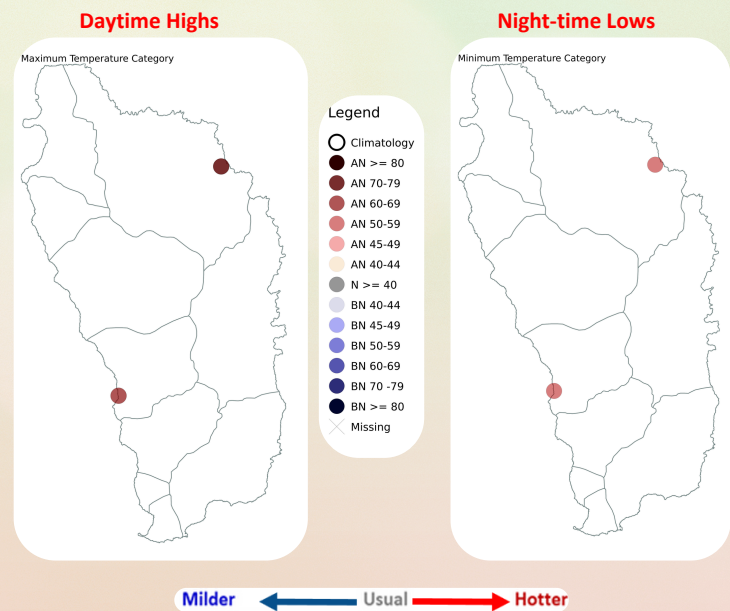 Daytime Highs
Night-time Lows
Maximum Temperature Category
Minimum Temperature Category
Legend
Climatology
AN >= 80
AN 70-79
AN 60-69
AN 50-59
AN 45-49
AN 40-44
N >= 40
BN 40-44
BN 45-49
BN 50-59
BN 60-69
BN 70 -79
BN >= 80
Missing
Milder Usual Hotter